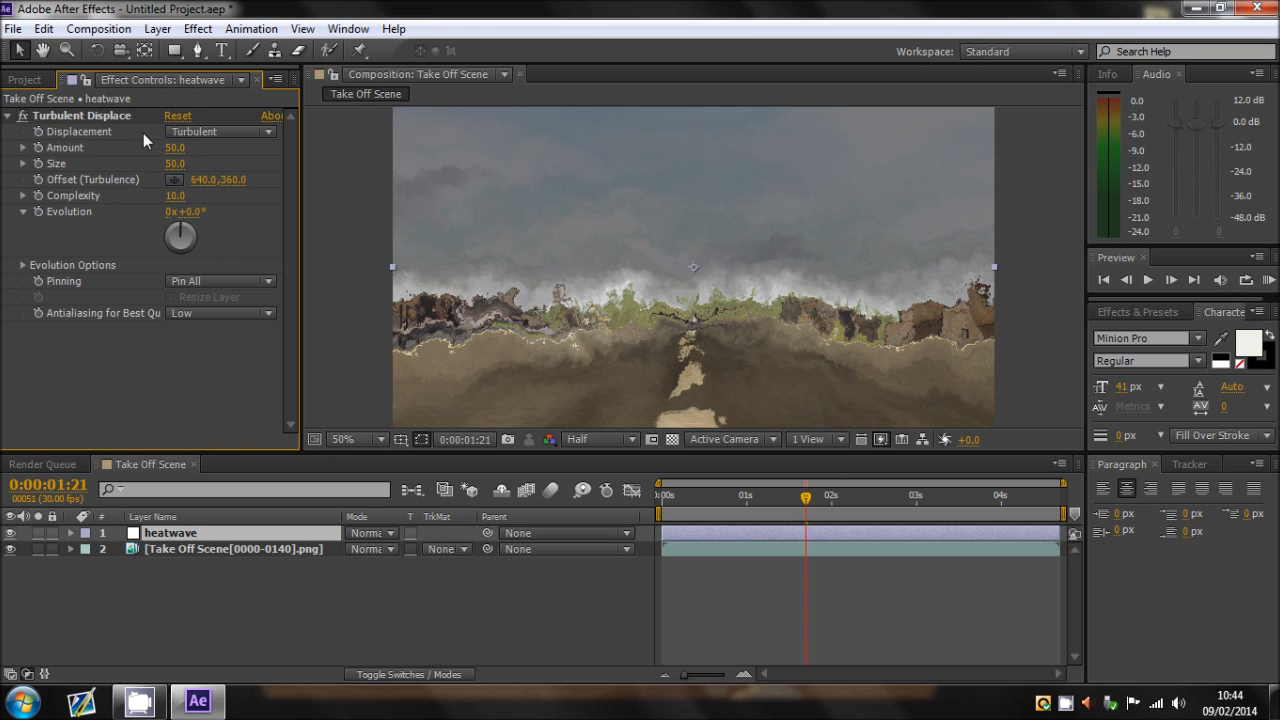 Adobe After Effects - Untitled Project.aep *
File Edit Composition Layer Effect Animation View Window Help
Workspace: Standard Search Help
Project Effect Controls: heatwave Composition: Take Off Scene Info Audio
Take Off Scene • heatwave
Take Off Scene
fx Turbulent Displace Reset Abo
Displacement Turbulent
Amount 50.0
Size 50.0
Offset (Turbulence) 640.0,360.0
Complexity 10.0
Evolution 0x+0.0°
Evolution Options
Pinning Pin All
Resize Layer
Antialiasing for Best Qu Low
0.0 12.0 dB
-3.0 0.0 dB
-6.0
-9.0 -12.0
-12.0
-15.0 -24.0
-18.0 -36.0
-21.0 -48.0 dB
-24.0 0 0
Preview
Effects & Presets Characte
Minion Pro
Regular
41 px Auto
Metrics 0
0 px Fill Over Stroke
50% 0:00:01:21 Half Active Camera 1 View +0.0
Render Queue Take Off Scene
Paragraph Tracker
0:00:01:21
00051 (30.00 fps)
:00s 01s 02s 03s 04s
# Layer Name Mode T TrkMat Parent
1 heatwave Norma None
2 [Take Off Scene[0000-0140].png] Norma None None
0 px 0 px 0 px
0 px 0 px
Toggle Switches / Modes
Ae
10:44
09/02/2014